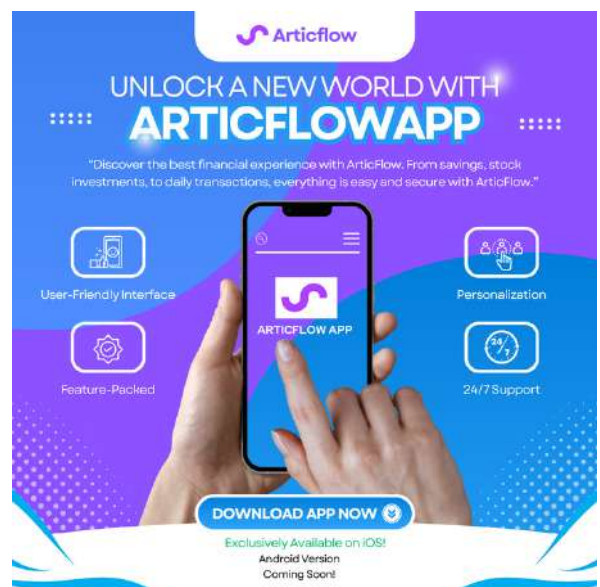 Articflow
UNLOCK A NEW WORLD WITH
ARTICFLOWAPP
"Discover the best financial experience with ArticFlow. From savings, stock
investments, to daily transactions, everything is easy and secure with ArticFlow."
User-Friendly Interface
Feature-Packed
ARTICFLOW APP
Personalization
24/7
24/7 Support
DOWNLOAD APP NOW
Exclusively Available on iOS!
Android Version
Coming Soon!